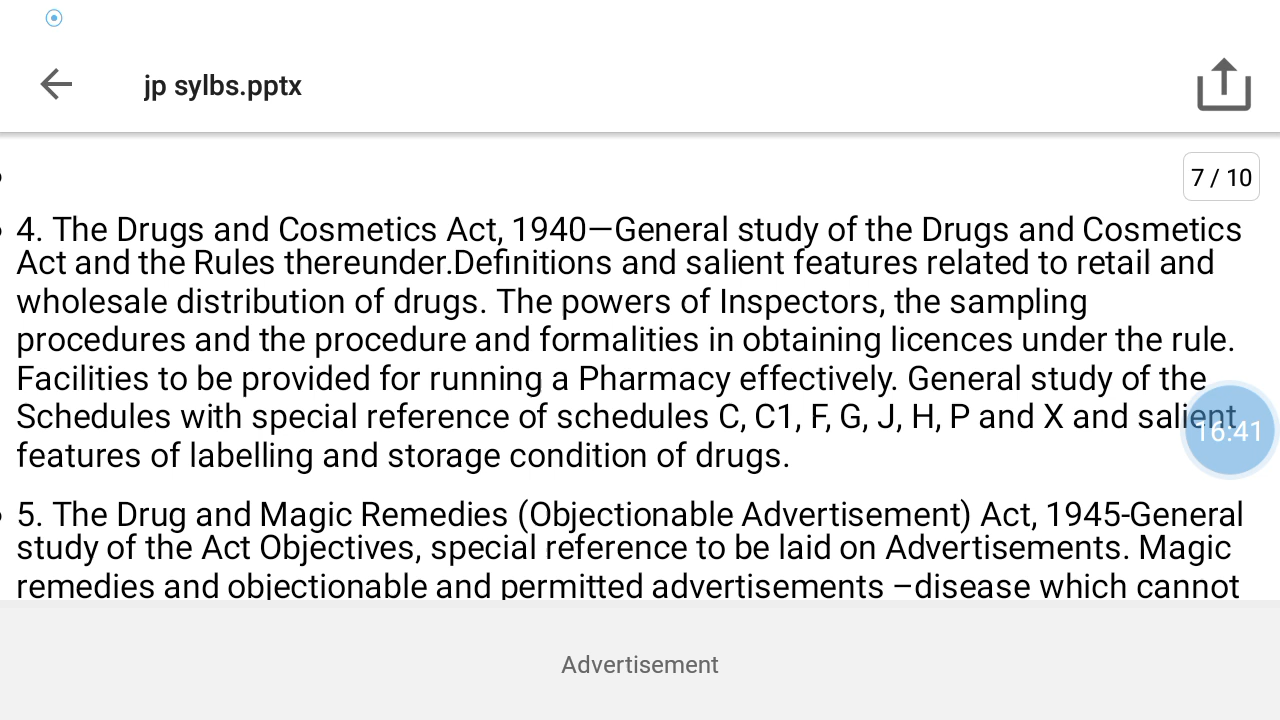 jp sylbs.pptx
7 / 10
4. The Drugs and Cosmetics Act, 1940—General study of the Drugs and Cosmetics
Act and the Rules thereunder.Definitions and salient features related to retail and
wholesale distribution of drugs. The powers of Inspectors, the sampling
procedures and the procedure and formalities in obtaining licences under the rule.
Facilities to be provided for running a Pharmacy effectively. General study of the
Schedules with special reference of schedules C, C1, F, G, J, H, P and X and salient
16:41
features of labelling and storage condition of drugs.
5. The Drug and Magic Remedies (Objectionable Advertisement) Act, 1945-General
study of the Act Objectives, special reference to be laid on Advertisements. Magic
remedies and objectionable and permitted advertisements –disease which cannot
Advertisement